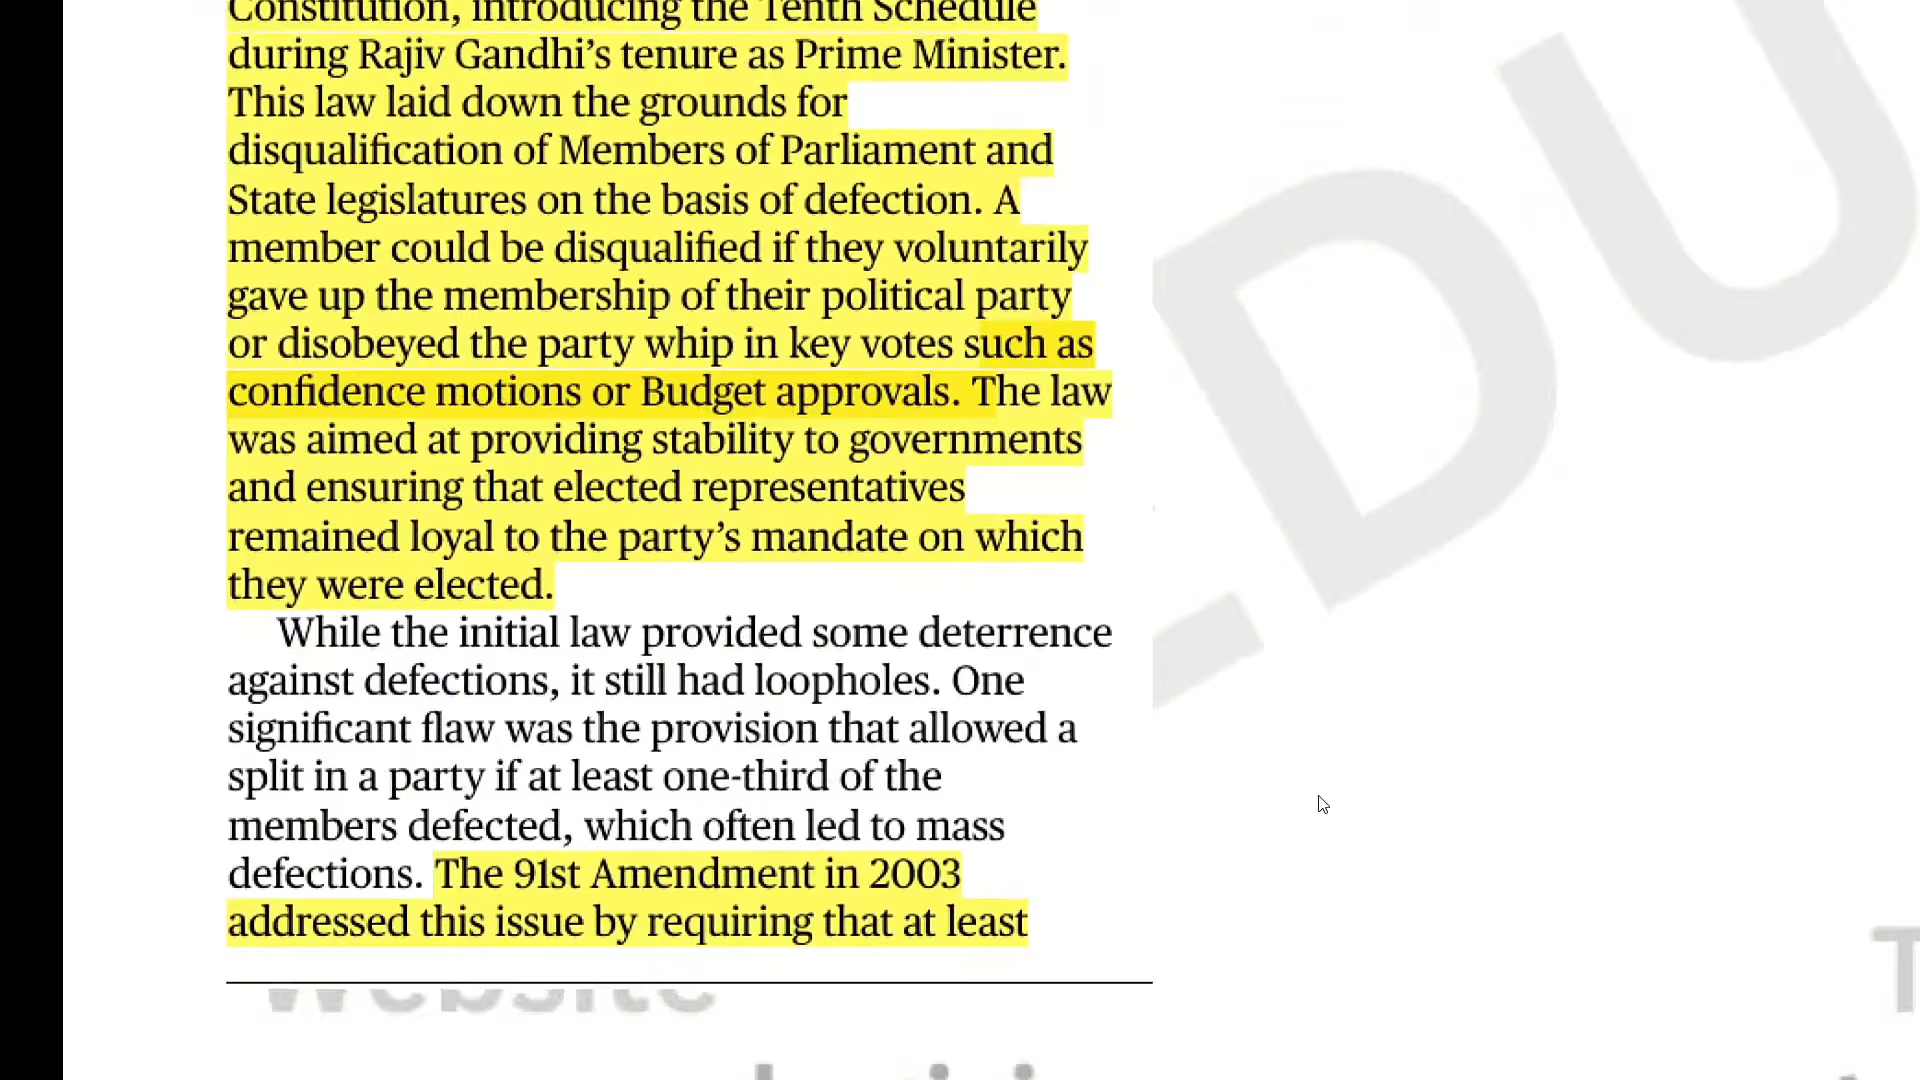 Constitution, introducing the Tenth Schedule
during Rajiv Gandhi’s tenure as Prime Minister.
This law laid down the grounds for
disqualification of Members of Parliament and
State legislatures on the basis of defection. A
member could be disqualified if they voluntarily
gave up the membership of their political party
or disobeyed the party whip in key votes such as
confidence motions or Budget approvals. The law
was aimed at providing stability to governments
and ensuring that elected representatives
remained loyal to the party’s mandate on which
they were elected.
While the initial law provided some deterrence
against defections, it still had loopholes. One
significant flaw was the provision that allowed a
split in a party if at least one-third of the
members defected, which often led to mass
defections. The 91st Amendment in 2003
addressed this issue by requiring that at least
Website